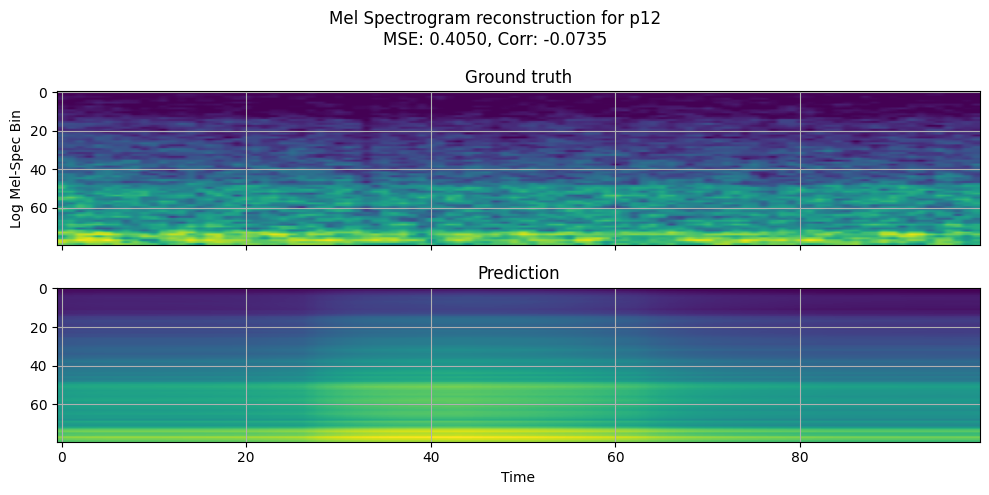 Mel Spectrogram reconstruction for p12
MSE: 0.4050, Corr: -0.0735
Ground truth
Log Mel-Spec Bin
0
20
40
60
Prediction
0
20
40
60
0 20 40 60 80
Time